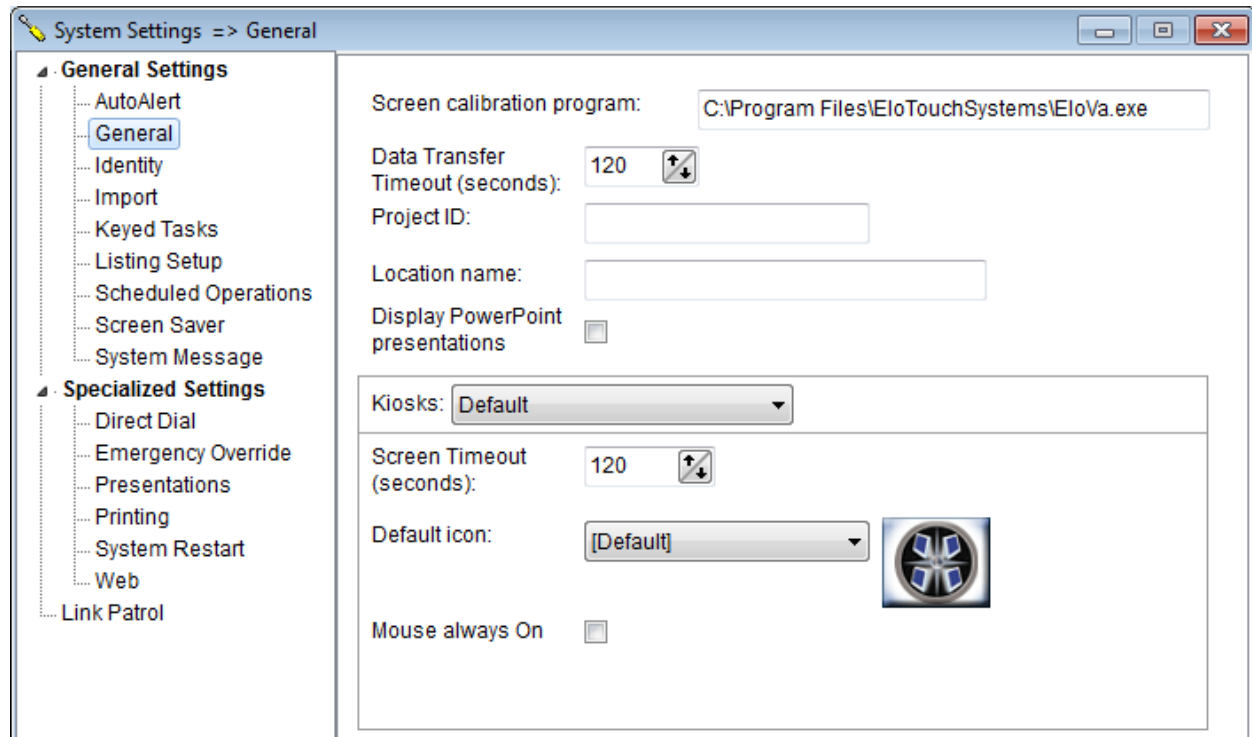 System Settings => General
General Settings
AutoAlert
General
Identity
Import
Keyed Tasks
Listing Setup
Scheduled Operations
Screen Saver
System Message
Specialized Settings
Direct Dial
Emergency Override
Presentations
Printing
System Restart
Web
Link Patrol
Screen calibration program: C:\Program Files\EloTouchSystems\EloVa.exe
Data Transfer
Timeout (seconds): 120
Project ID:
Location name:
Display PowerPoint
presentations
Kiosks: Default
Screen Timeout
(seconds): 120
Default icon: [Default]
Mouse always On